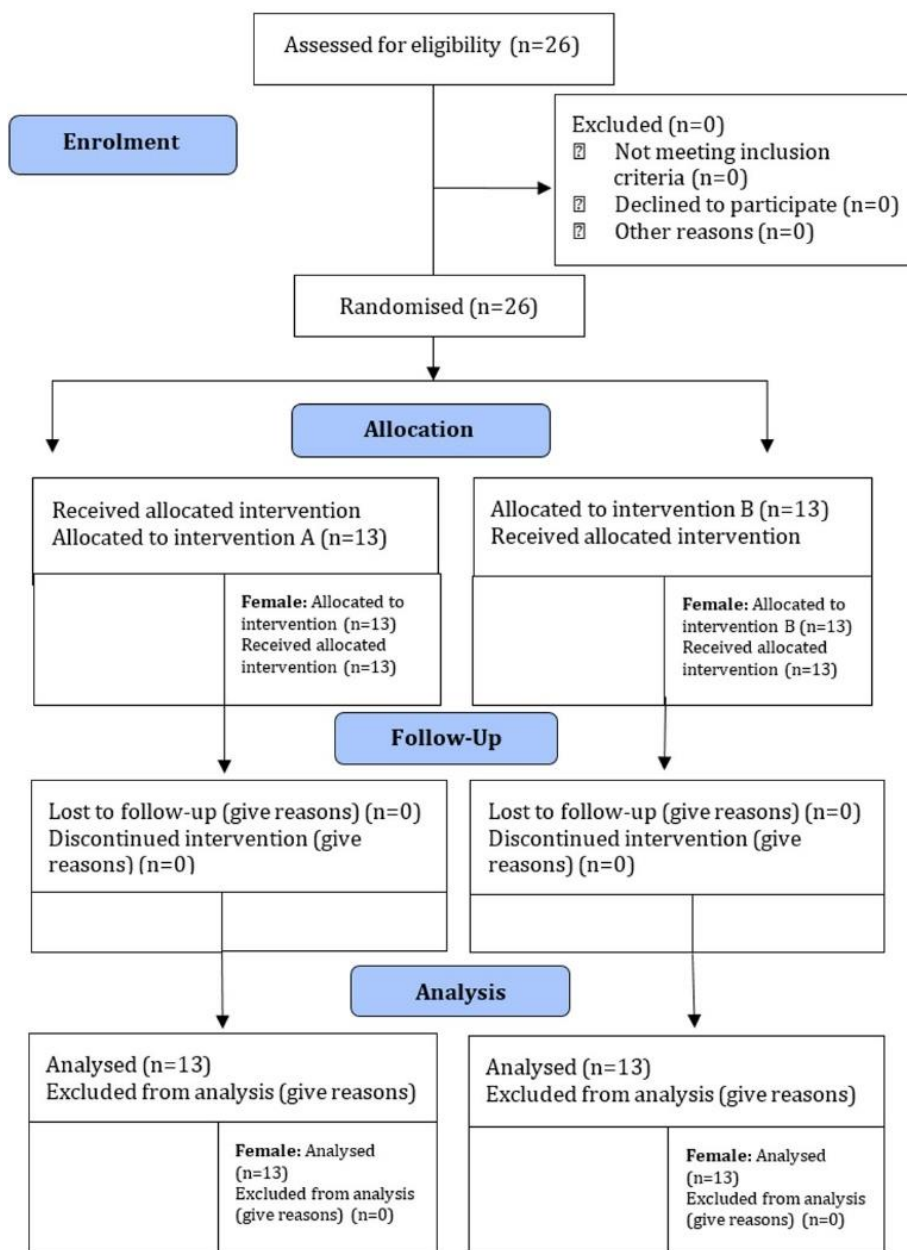 Assessed for eligibility (n=26)
Enrolment
Excluded (n=0)
Not meeting inclusion
criteria (n=0)
Declined to participate (n=0)
Other reasons (n=0)
Randomised (n=26)
Allocation
Received allocated intervention
Allocated to intervention A (n=13)
Female: Allocated to
intervention (n=13)
Received allocated
intervention (n=13)
Allocated to intervention B (n=13)
Received allocated intervention
Female: Allocated to
intervention B (n=13)
Received allocated
intervention (n=13)
Follow-Up
Lost to follow-up (give reasons) (n=0)
Discontinued intervention (give
reasons) (n=0)
Lost to follow-up (give reasons) (n=0)
Discontinued intervention (give
reasons) (n=0)
Analysis
Analysed (n=13)
Excluded from analysis (give reasons)
Female: Analysed
(n=13)
Excluded from analysis
(give reasons) (n=0)
Analysed (n=13)
Excluded from analysis (give reasons)
Female: Analysed
(n=13)
Excluded from analysis
(give reasons) (n=0)